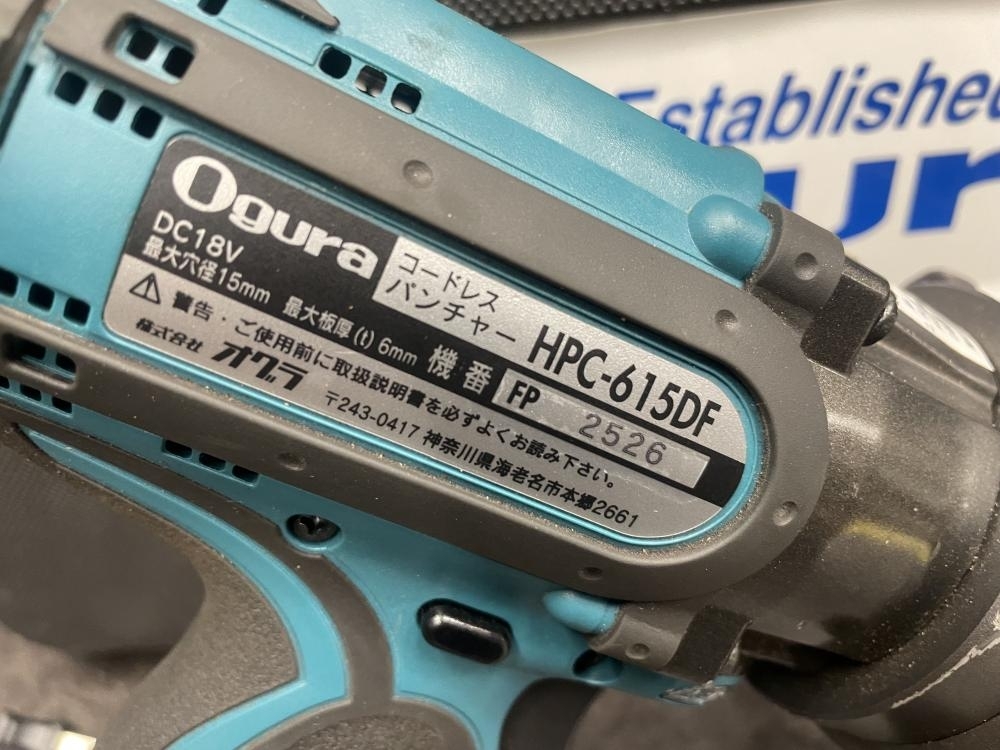 Established
Ogura
DC18V
コードレス
パンチャー HPC-615DF
最大穴径15mm 最大板厚(t)6mm 機番 FP 2526
警告・ご使用前に取扱説明書を必ずよくお読み下さい。
株式会社 オグラ 〒243-0417 神奈川県海老名市本郷2661